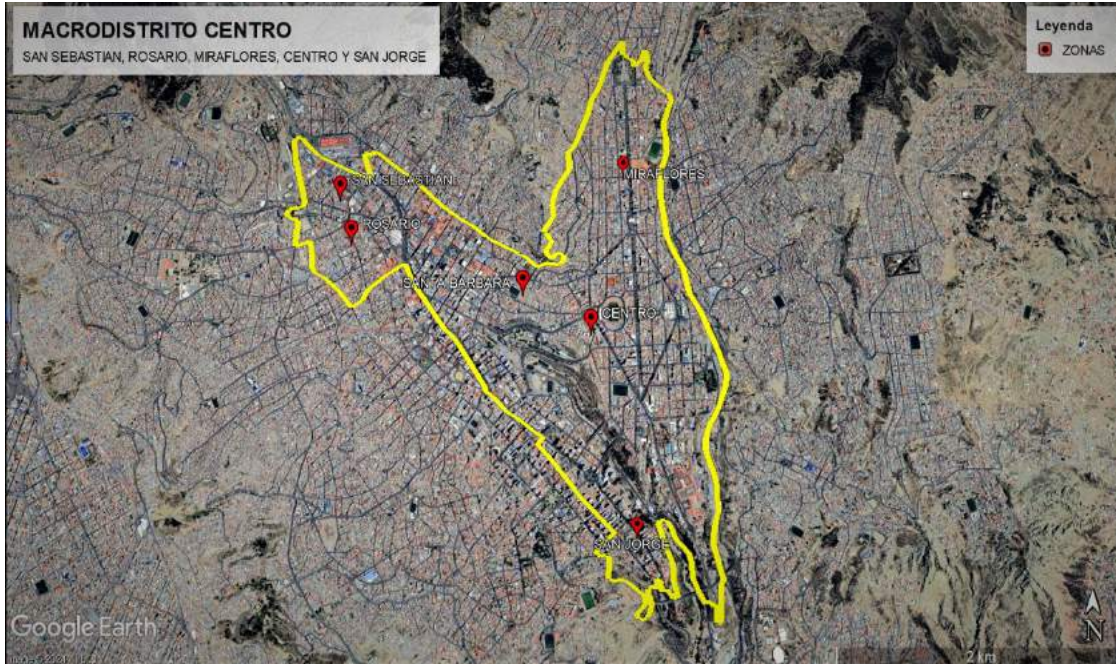 MACRODISTRITO CENTRO
SAN SEBASTIAN, ROSARIO, MIRAFLORES, CENTRO Y SAN JORGE
Leyenda
ZONAS
MIRAFLORES
SAN SEBASTIAN
ROSARIO
SANTA BARBARA
CENTRO
SAN JORGE
Google Earth
N
2 km